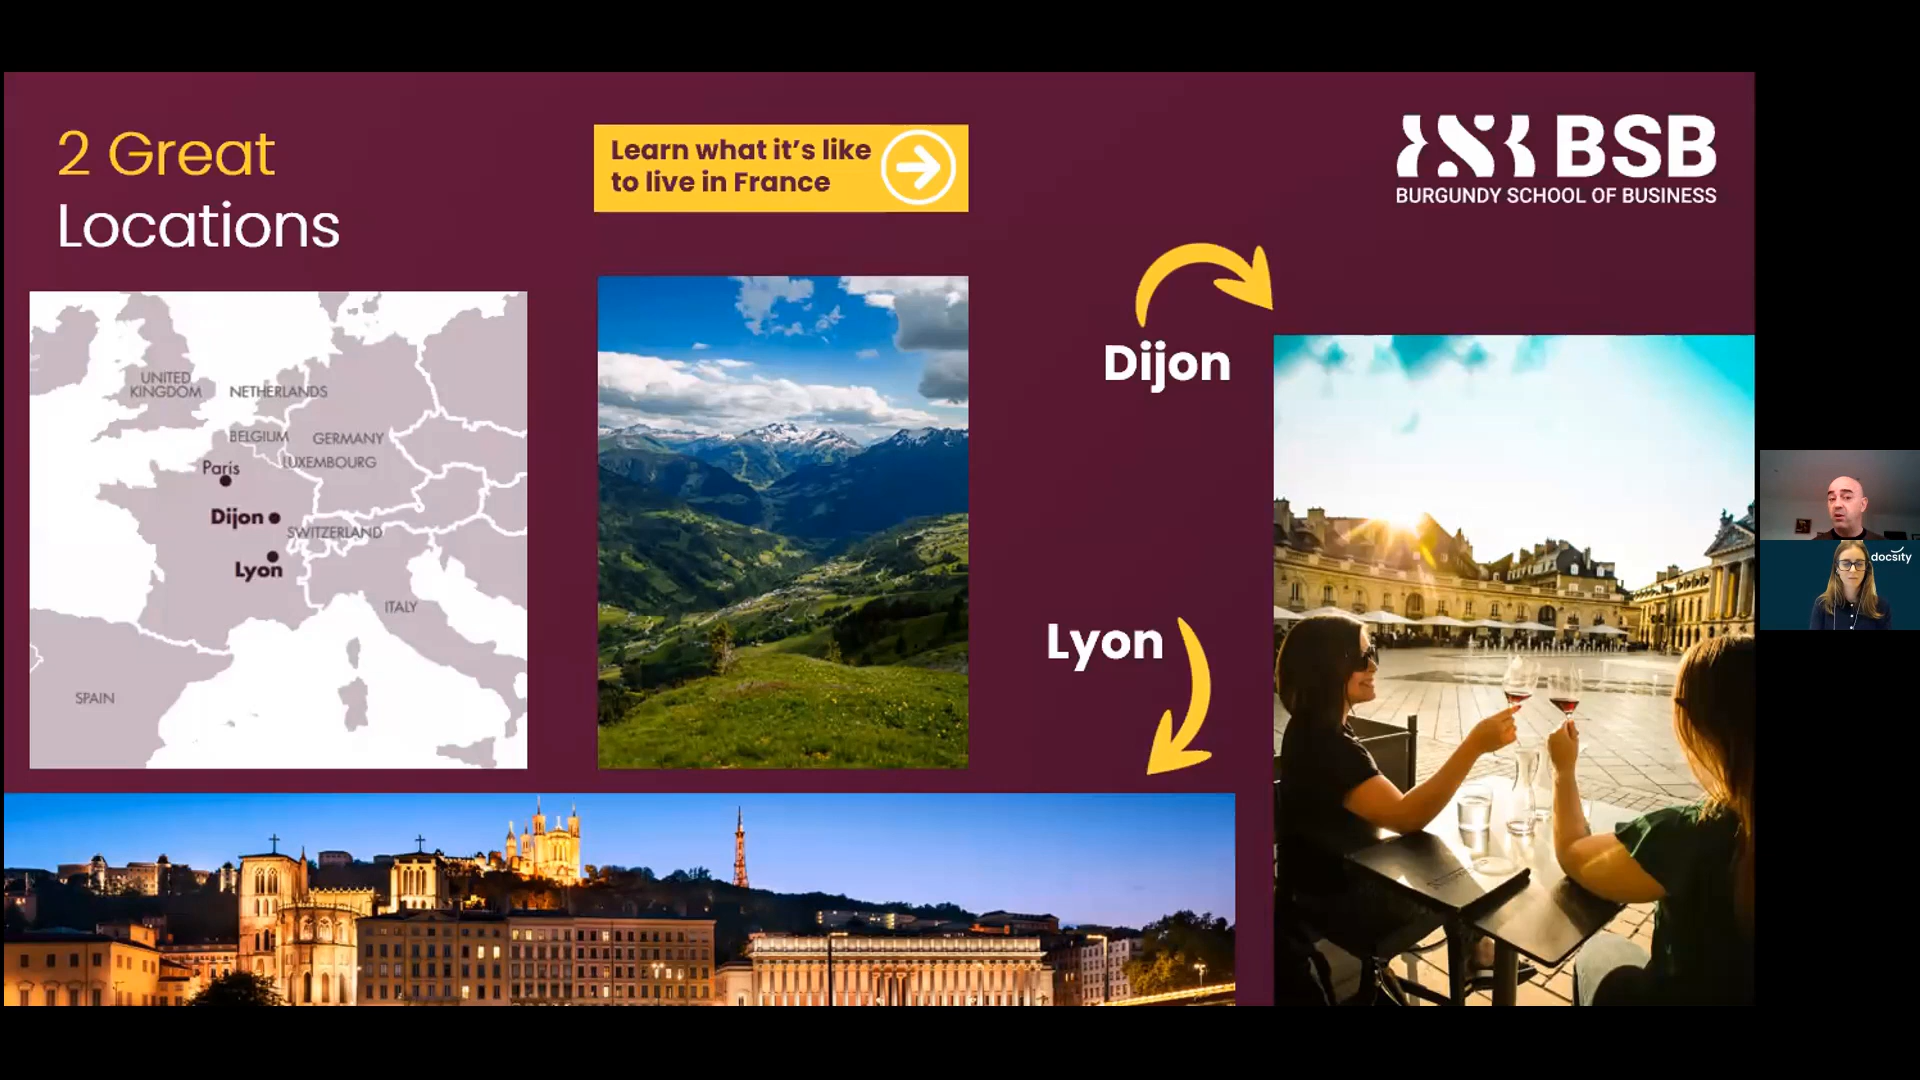 2 Great
Locations
Learn what it's like
to live in France
BSB
BURGUNDY SCHOOL OF BUSINESS
Dijon
Lyon
UNITED
KINGDOM
NETHERLANDS
BELGIUM
GERMANY
LUXEMBOURG
Paris
Dijon
SWITZERLAND
Lyon
ITALY
SPAIN
docsity